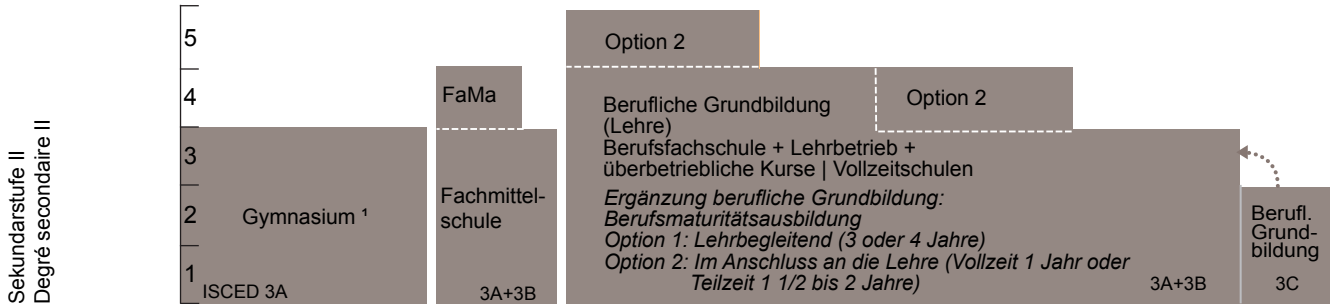 Sekundarstufe II
Degré secondaire II
5
4
3
2
1
Gymnasium ¹
ISCED 3A
FaMa
Fachmittel-
schule
3A+3B
Option 2
Option 2
Berufliche Grundbildung
(Lehre)
Berufsfachschule + Lehrbetrieb +
überbetriebliche Kurse | Vollzeitschulen
Ergänzung berufliche Grundbildung:
Berufsmaturitätsausbildung
Option 1: Lehrbegleitend (3 oder 4 Jahre)
Option 2: Im Anschluss an die Lehre (Vollzeit 1 Jahr oder
Teilzeit 1 1/2 bis 2 Jahre)
3A+3B
Berufl.
Grund-
bildung
3C